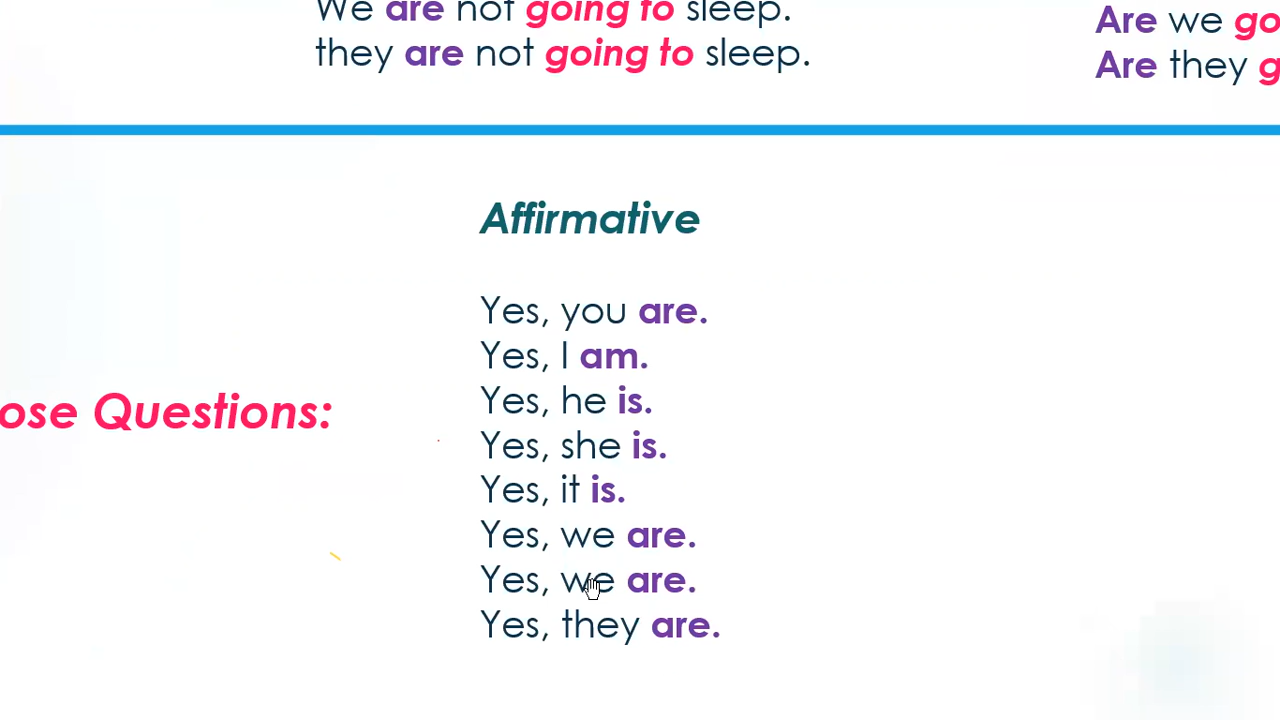 We are not going to sleep.
they are not going to sleep.
Are we go
Are they g
Affirmative
Yes, you are.
Yes, I am.
Yes, he is.
Yes, she is.
Yes, it is.
Yes, we are.
Yes, we are.
Yes, they are.
ose Questions: